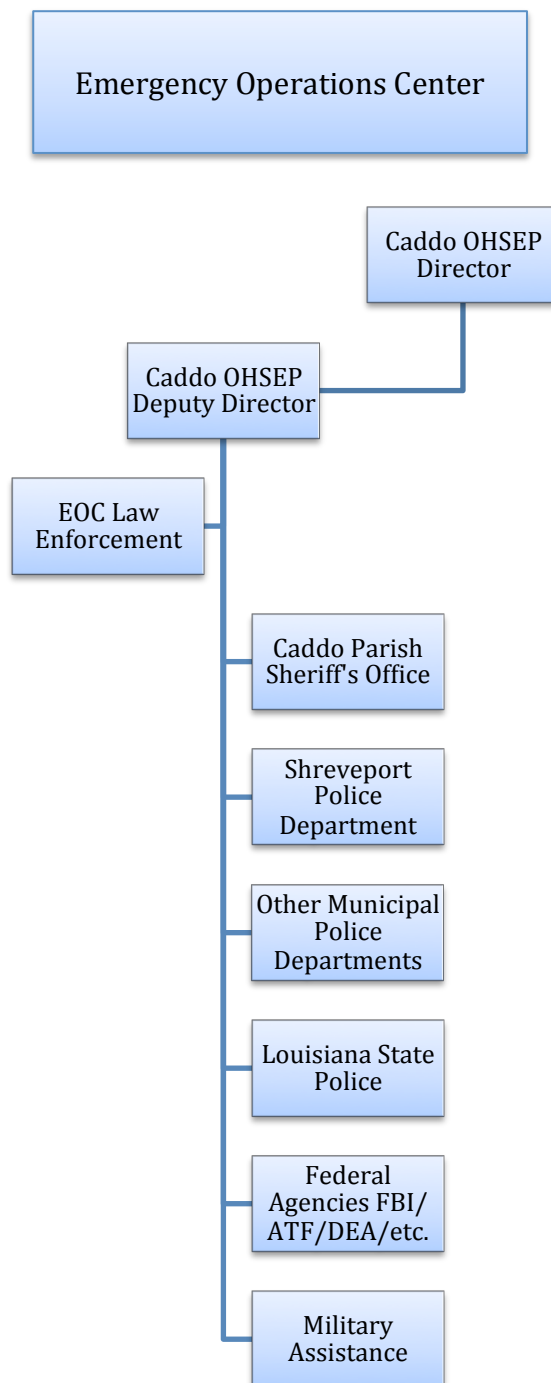 Emergency Operations Center
Caddo OHSEP
Director
Caddo OHSEP
Deputy Director
EOC Law
Enforcement
Caddo Parish
Sheriff's Office
Shreveport
Police
Department
Other Municipal
Police
Departments
Louisiana State
Police
Federal
Agencies FBI/
ATF/DEA/etc.
Military
Assistance